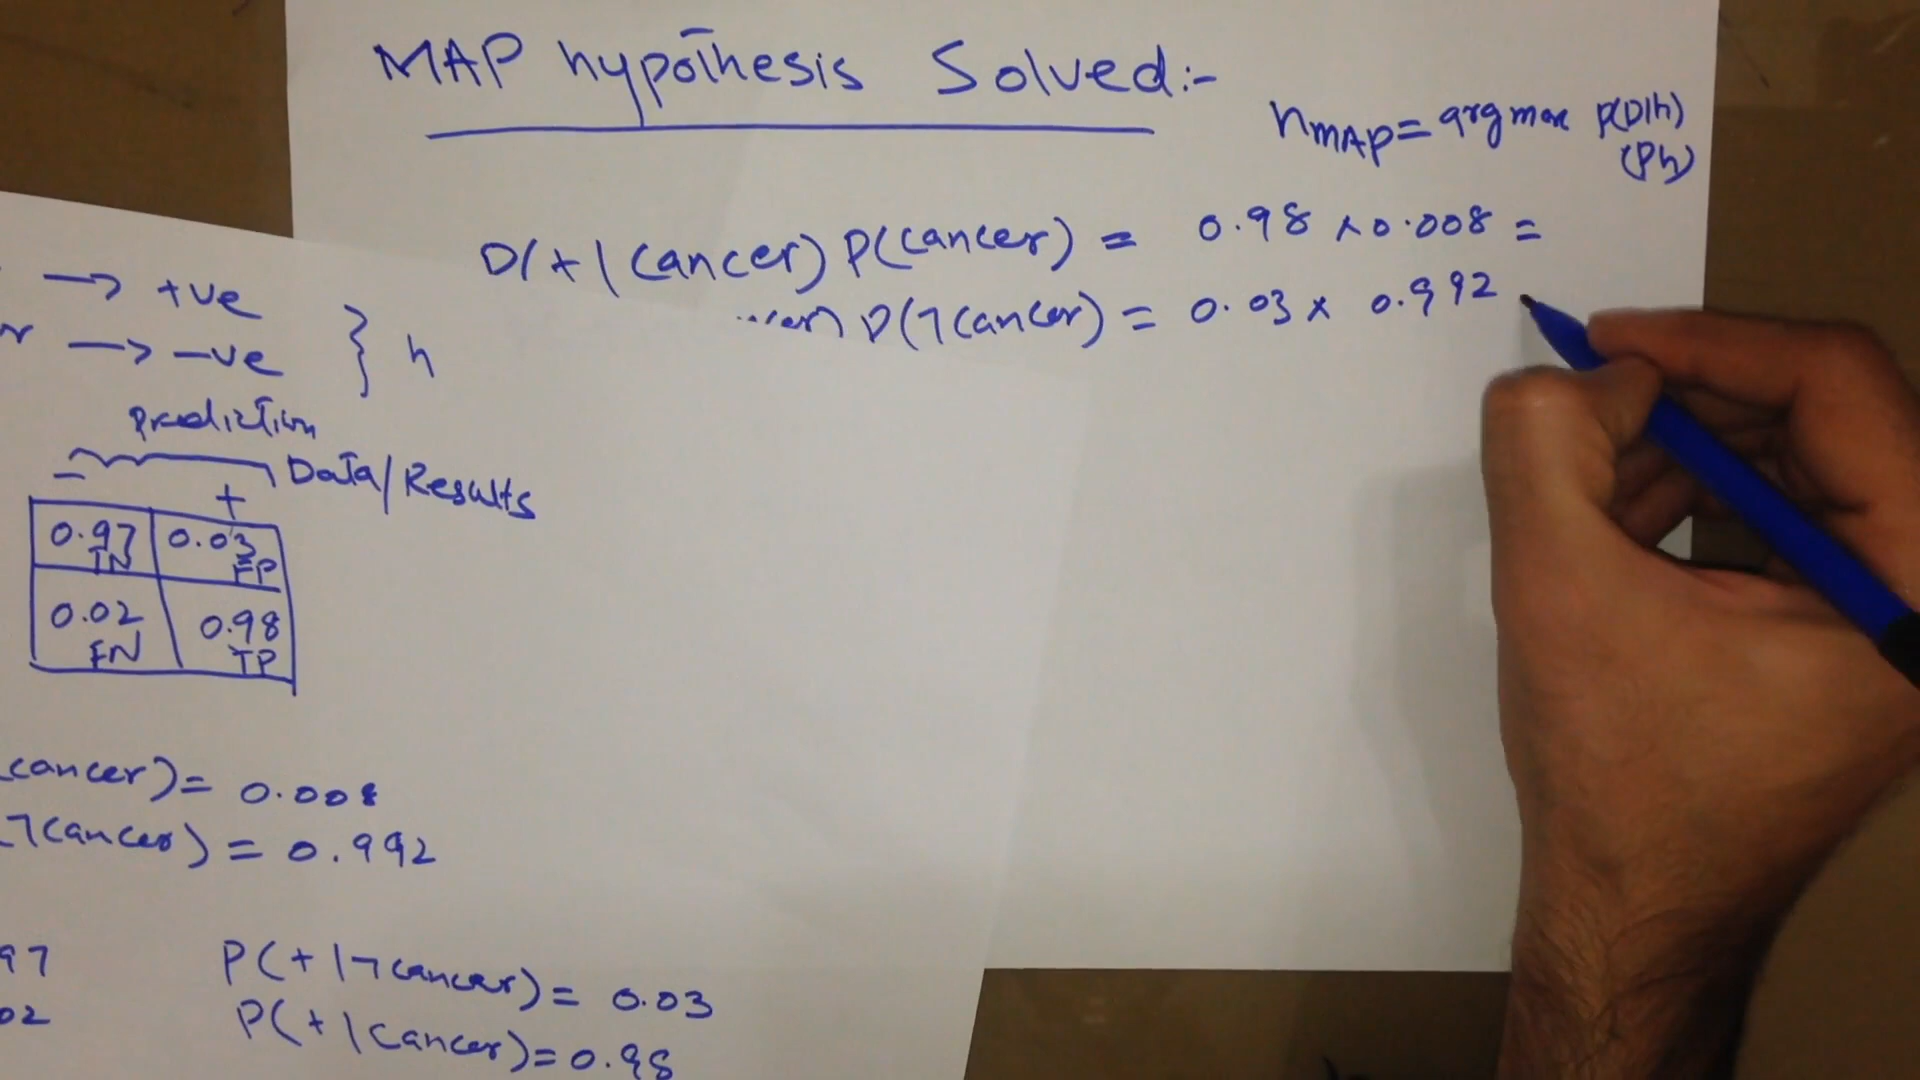 MAP hypothesis Solved:-
hMAP = arg max P(D|h)
(Ph)
P(+|cancer) P(cancer) = 0.98 × 0.008 =
P(¬cancer) = 0.03 × 0.992
→ +ve
→ -ve } h
Prediction
- + Data/Results
0.97 0.03
TN FP
0.02 0.98
FN TP
cancer) = 0.008
¬cancer) = 0.992
97 P(+|¬cancer) = 0.03
02 P(+|cancer) = 0.98